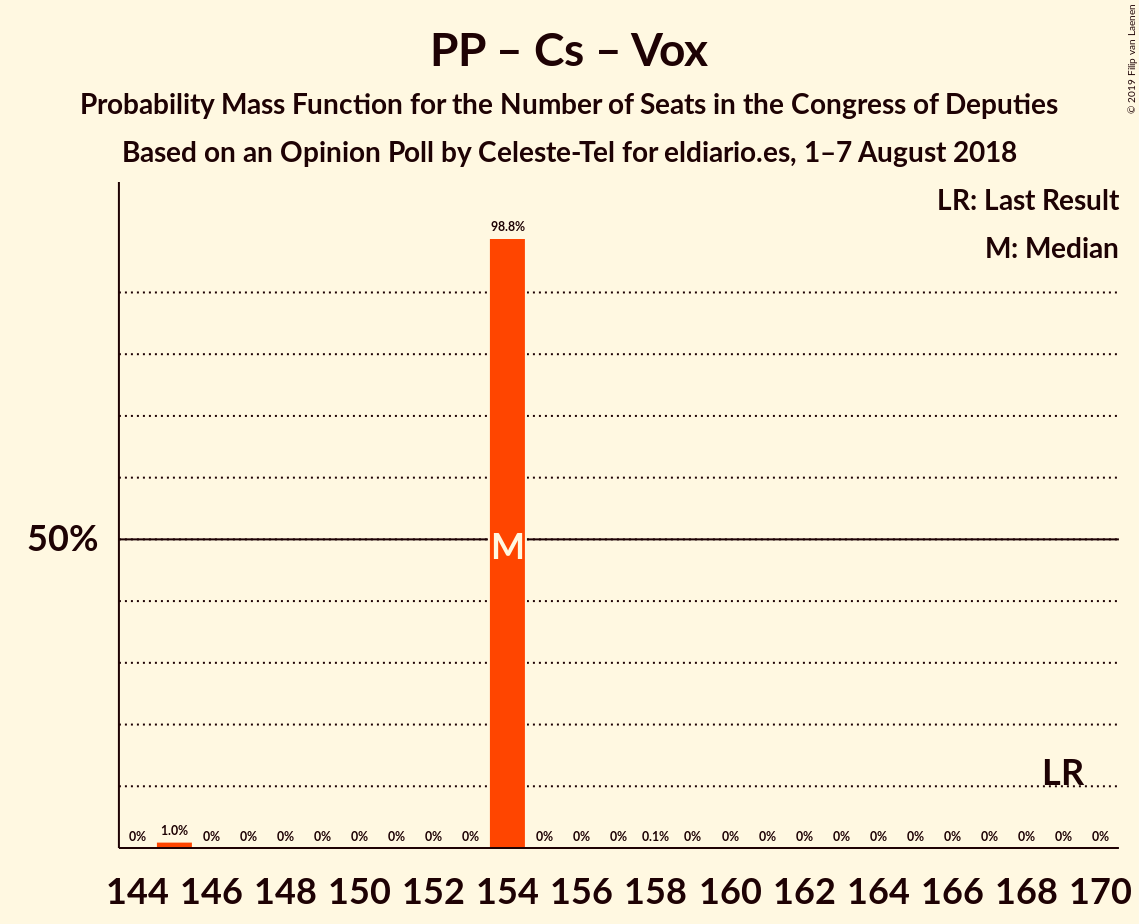 PP – Cs – Vox
Probability Mass Function for the Number of Seats in the Congress of Deputies
Based on an Opinion Poll by Celeste-Tel for eldiario.es, 1–7 August 2018
© 2019 Filip van Laenen
LR: Last Result
M: Median
98.8%
50%
M
LR
0% 1.0% 0% 0% 0% 0% 0% 0% 0% 0% 0% 0% 0% 0.1% 0% 0% 0% 0% 0% 0% 0% 0% 0% 0% 0% 0%
144 146 148 150 152 154 156 158 160 162 164 166 168 170